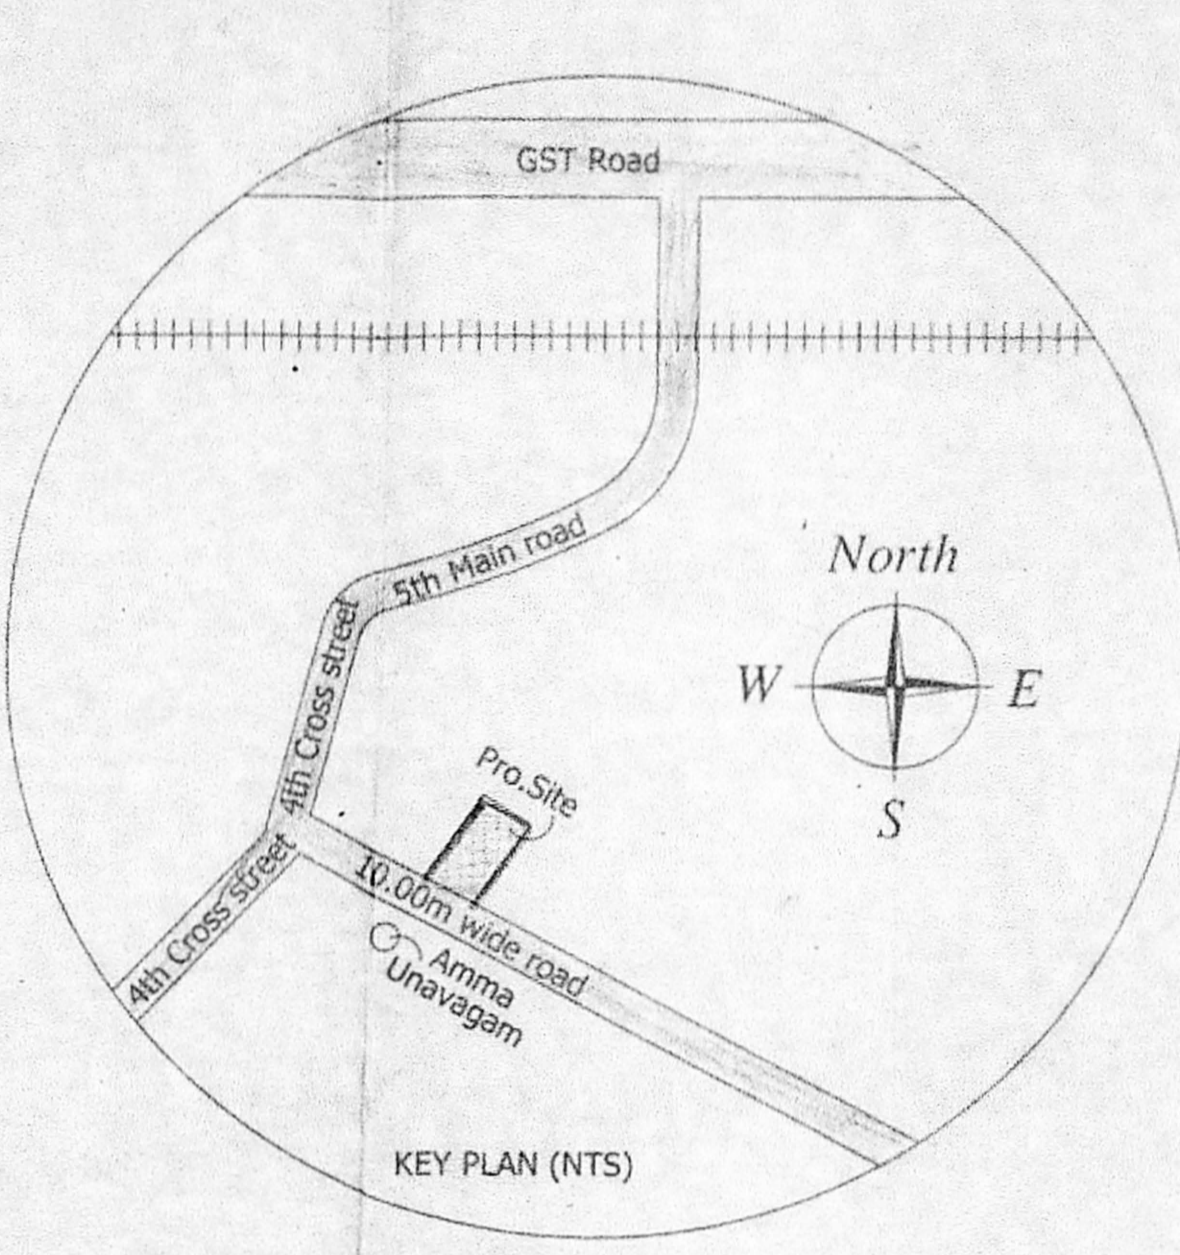 GST Road
5th Main road
4th Cross street
North
W
E
S
Pro.Site
4th Cross street
10.00m wide road
Amma
Unavagam
KEY PLAN (NTS)